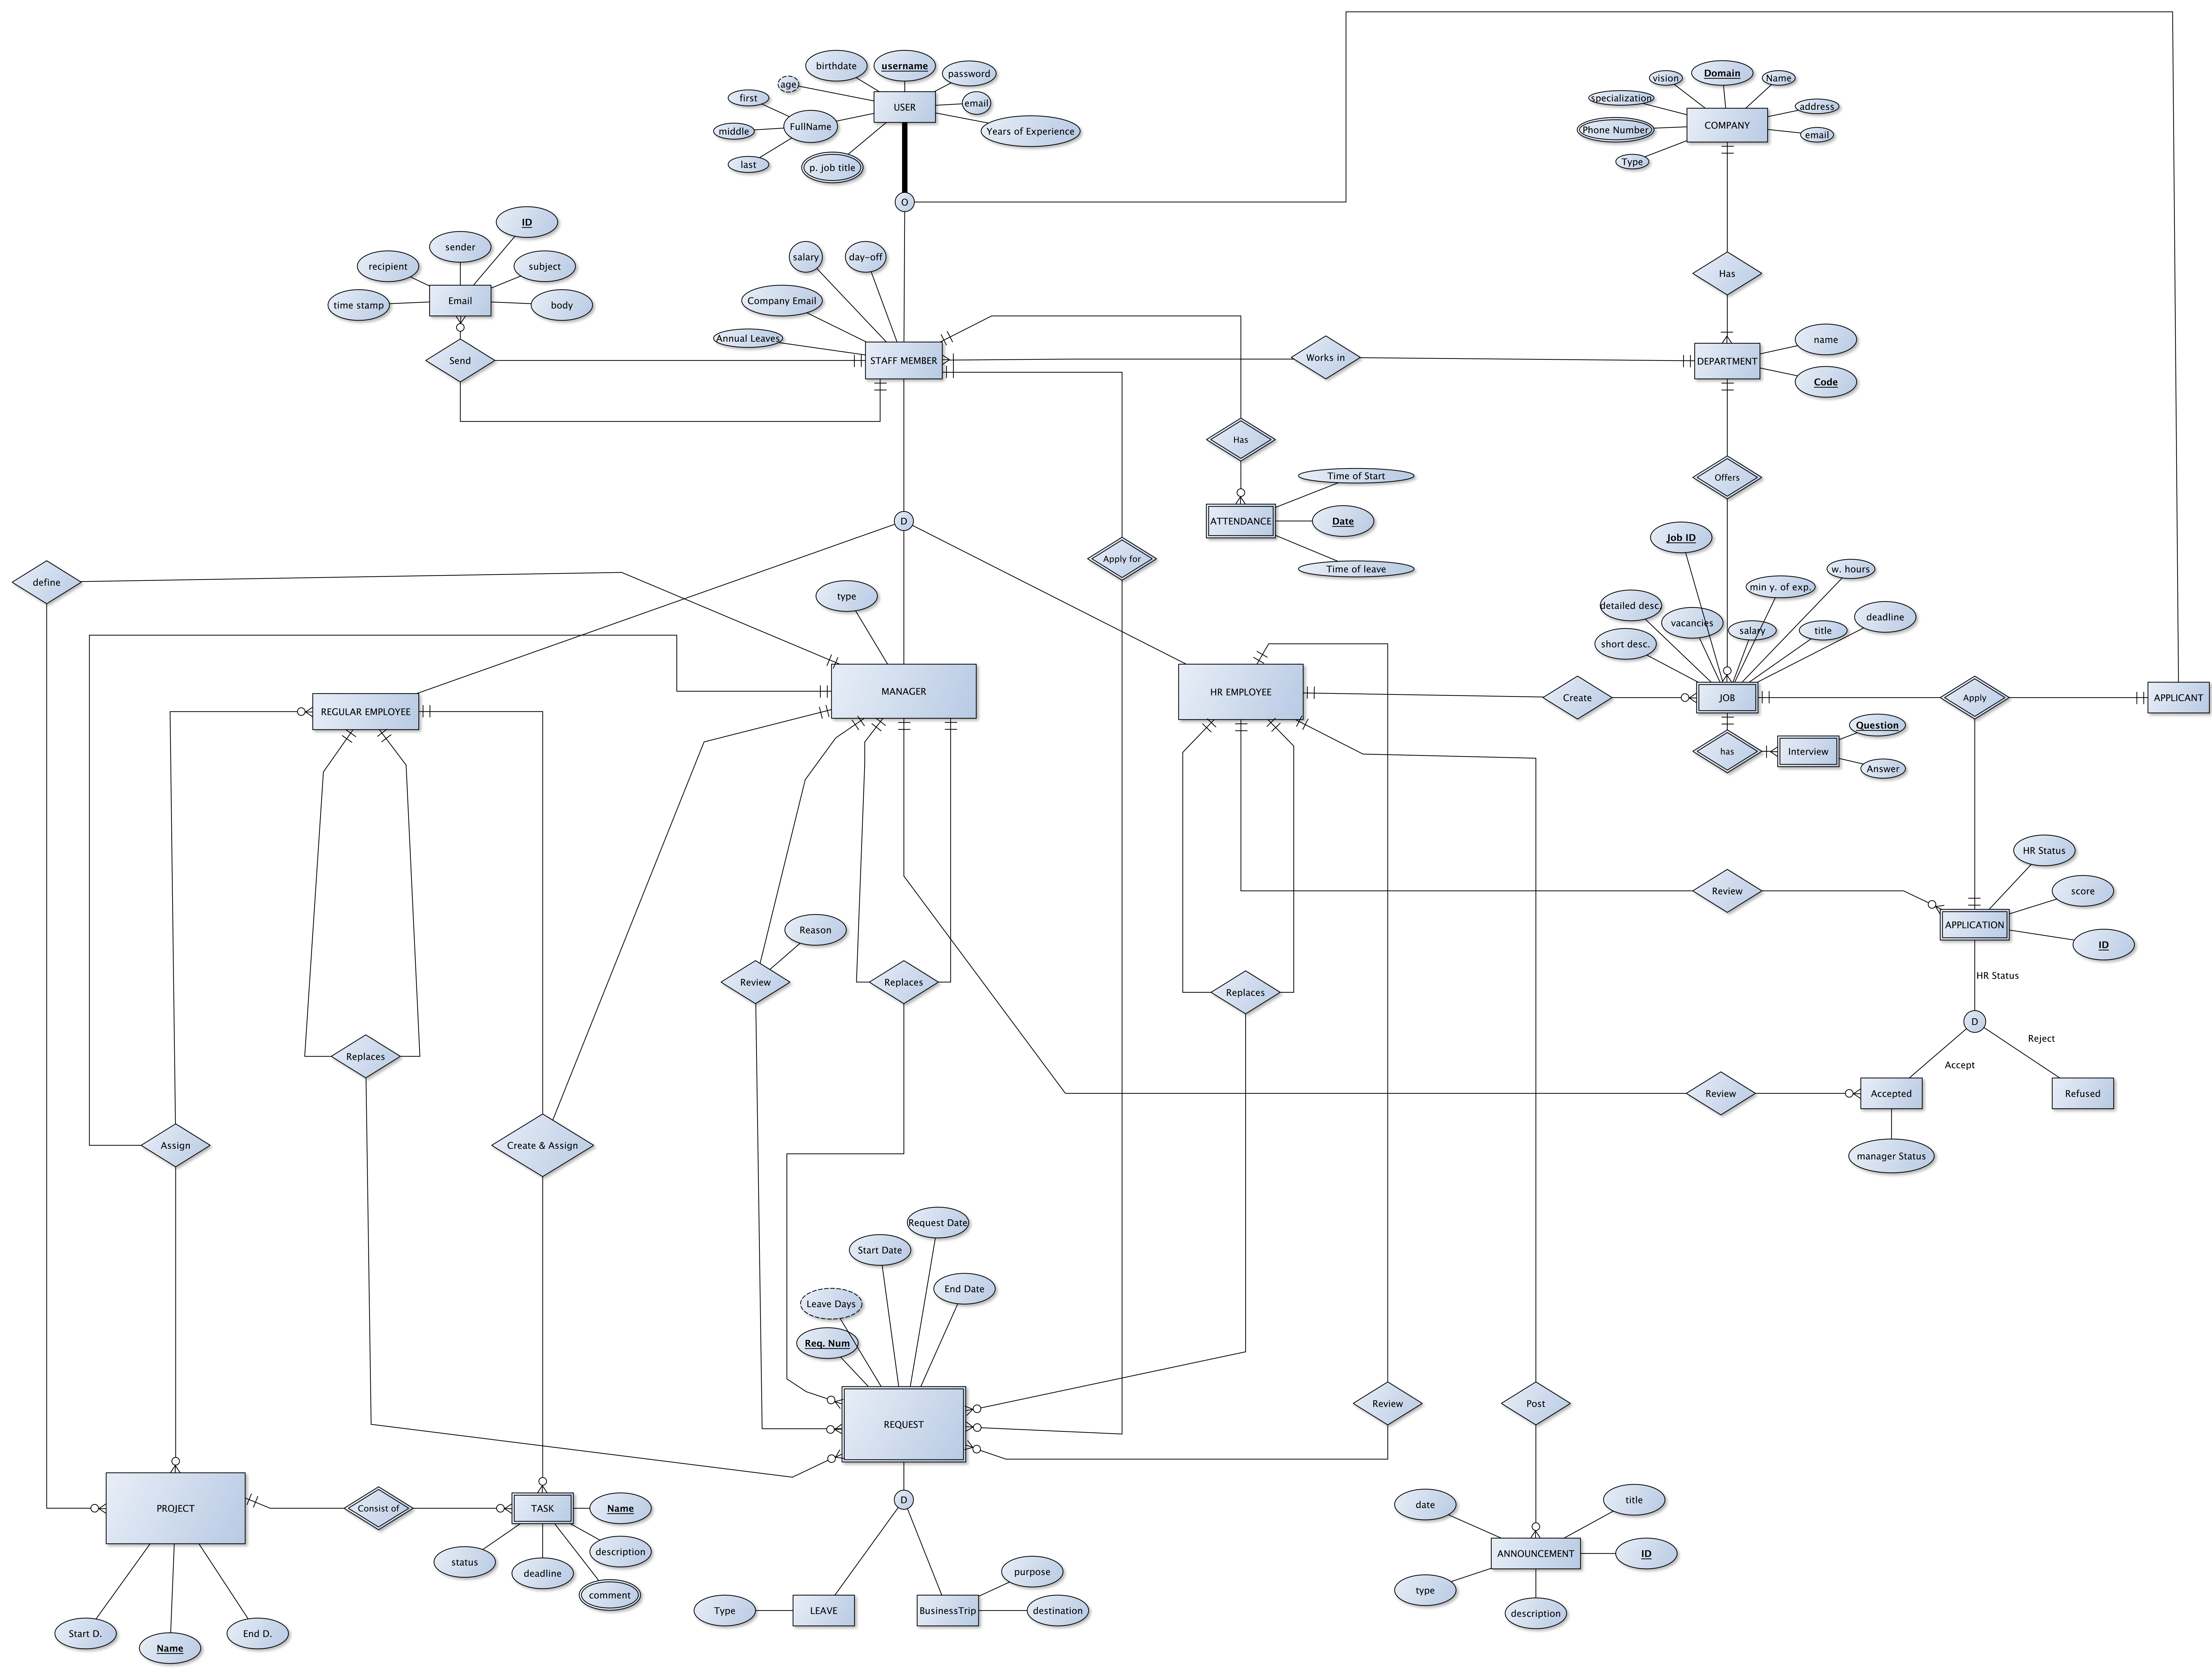 birthdate
username
password
age
email
first
USER
FullName
middle
Years of Experience
last
p. job title
O
vision
Domain
Name
specialization
address
COMPANY
Phone Number
email
Type
Has
ID
sender
recipient
subject
Email
time stamp
body
Send
salary
day-off
Company Email
Annual Leaves
STAFF MEMBER
Works in
name
DEPARTMENT
Code
Has
Time of Start
ATTENDANCE
Date
Time of leave
Offers
D
Apply for
define
type
MANAGER
REGULAR EMPLOYEE
HR EMPLOYEE
Create
Job ID
w. hours
min y. of exp.
detailed desc.
vacancies
salary
title
deadline
short desc.
JOB
Apply
APPLICANT
has
Interview
Question
Answer
HR Status
Review
score
APPLICATION
ID
HR Status
D
Reject
Accept
Review
Accepted
Refused
manager Status
Reason
Review
Replaces
Replaces
Replaces
Assign
Create & Assign
Request Date
Start Date
End Date
Leave Days
Req. Num
REQUEST
Review
Post
D
PROJECT
Consist of
TASK
Name
status
deadline
description
comment
Start D.
Name
End D.
Type
LEAVE
BusinessTrip
purpose
destination
date
title
ANNOUNCEMENT
ID
type
description